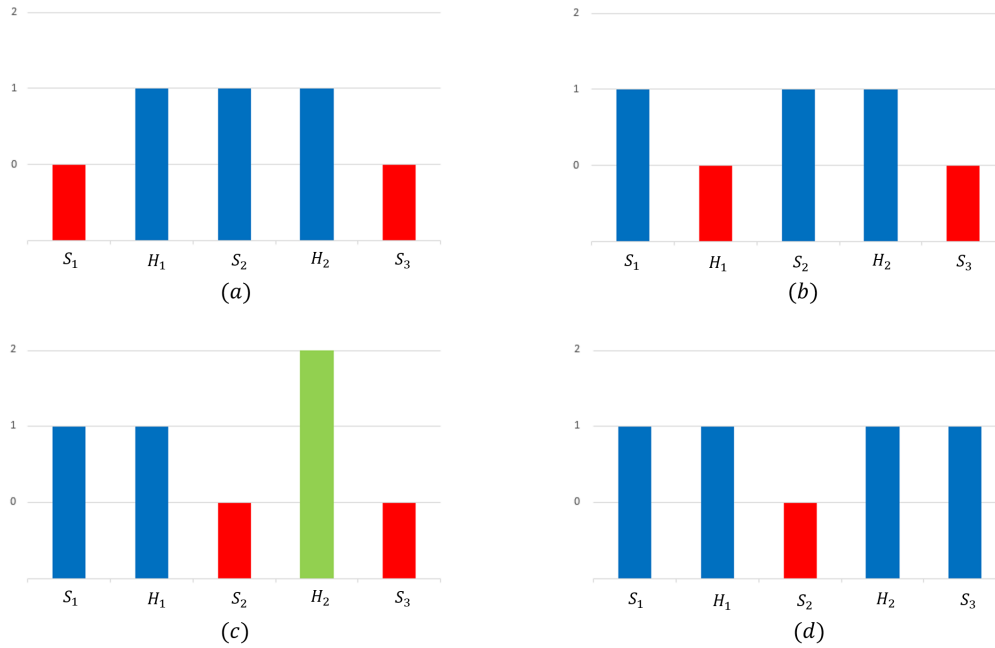 2
1
0
S₁ H₁ S₂ H₂ S₃
(a)
2
1
0
S₁ H₁ S₂ H₂ S₃
(b)
2
1
0
S₁ H₁ S₂ H₂ S₃
(c)
2
1
0
S₁ H₁ S₂ H₂ S₃
(d)